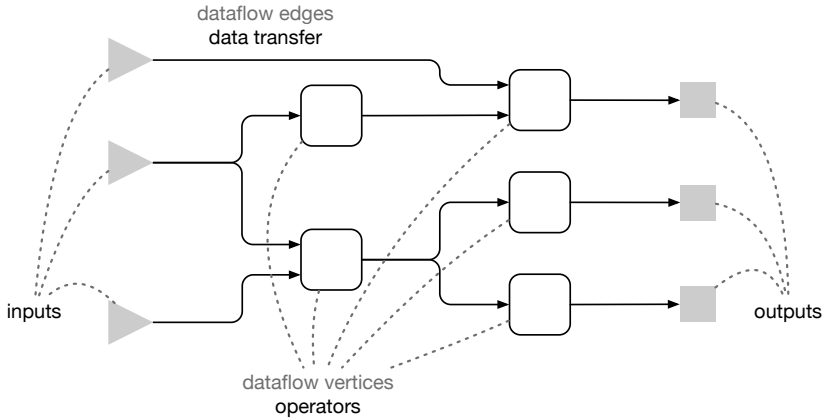 dataflow edges
data transfer
inputs
outputs
dataflow vertices
operators